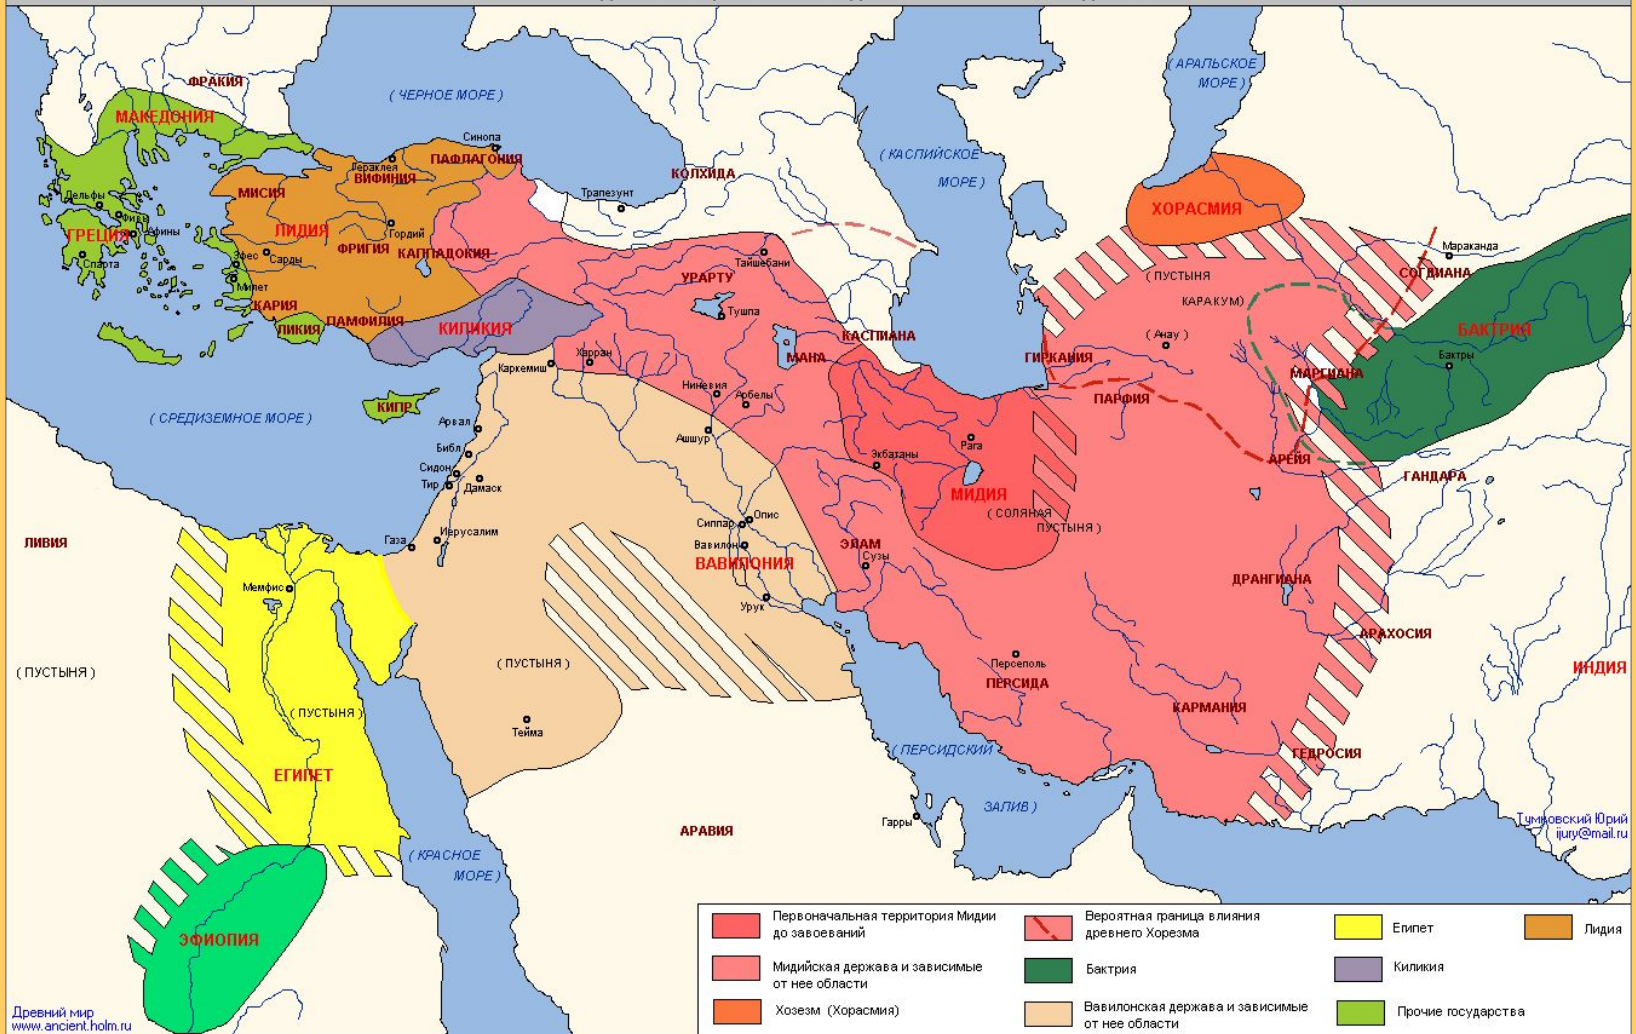 ФРАКИЯ
МАКЕДОНИЯ
( ЧЕРНОЕ МОРЕ )
( АРАЛЬСКОЕ
МОРЕ )
Синопа
ПАФЛАГОНИЯ
Гераклея
ВИФИНИЯ
МИСИЯ
КОЛХИДА
Трапезунт
( КАСПИЙСКОЕ
МОРЕ )
ХОРАСМИЯ
Дельфы
Фивы
ГРЕЦИЯ
Афины
Спарта
ЛИДИЯ
Гордий
ФРИГИЯ
КАППАДОКИЯ
Эфес
Сарды
Милет
КАРИЯ
ЛИКИЯ
ПАМФИЛИЯ
КИЛИКИЯ
Тайшебани
УРАРТУ
Тушпа
КАСПИАНА
МАНА
( ПУСТЫНЯ
КАРАКУМ)
Мараканда
СОГДИАНА
БАКТРИЯ
Бактры
( Анау )
ГИРКАНИЯ
МАРГИАНА
ПАРФИЯ
Харран
Каркемиш
Ниневия
Арбелы
Ашшур
КИПР
( СРЕДИЗЕМНОЕ МОРЕ )
Арвал
Библ
Сидон
Тир
Дамаск
Рага
Экбатаны
МИДИЯ
( СОЛЯНАЯ
ПУСТЫНЯ )
АРЕЙЯ
ГАНДАРА
ЛИВИЯ
Газа
Иерусалим
Сиппар
Опис
Вавилон
ВАВИЛОНИЯ
Урук
ЭЛАМ
Сузы
ДРАНГИАНА
АРАХОСИЯ
Мемфис
( ПУСТЫНЯ )
( ПУСТЫНЯ )
( ПУСТЫНЯ )
Тейма
Персеполь
ПЕРСИДА
КАРМАНИЯ
ИНДИЯ
ГЕДРОСИЯ
ЕГИПЕТ
( ПЕРСИДСКИЙ
ЗАЛИВ )
Гарры
АРАВИЯ
( КРАСНОЕ
МОРЕ )
ЭФИОПИЯ
Тумковский Юрий
ijury@mail.ru
Первоначальная территория Мидии
до завоеваний
Мидийская держава и зависимые
от нее области
Хозезм (Хорасмия)
Вероятная граница влияния
древнего Хорезма
Бактрия
Вавилонская держава и зависимые
от нее области
Египет
Киликия
Прочие государства
Лидия
Древний мир
www.ancient.holm.ru